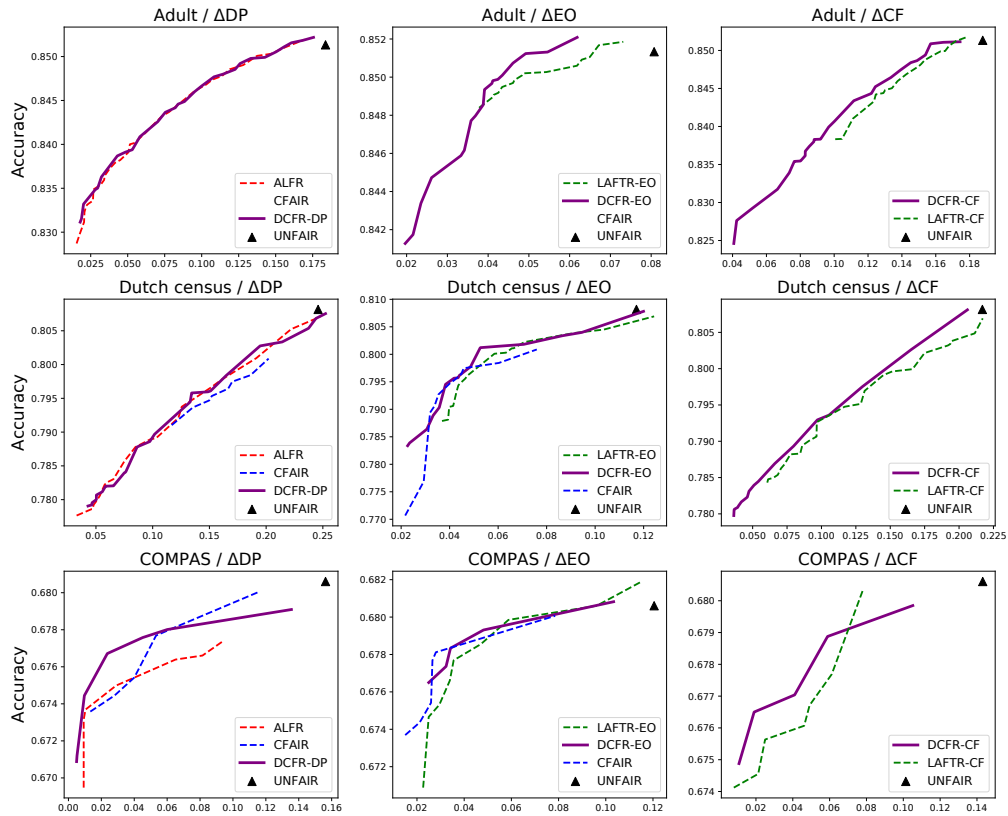 Adult / ΔDP
Accuracy
0.850
0.845
0.840
0.835
0.830
ALFR
CFAIR
DCFR-DP
UNFAIR
0.025 0.050 0.075 0.100 0.125 0.150 0.175
Adult / ΔEO
0.852
0.850
0.848
0.846
0.844
0.842
LAFTR-EO
DCFR-EO
CFAIR
UNFAIR
0.02 0.03 0.04 0.05 0.06 0.07 0.08
Adult / ΔCF
0.850
0.845
0.840
0.835
0.830
0.825
DCFR-CF
LAFTR-CF
UNFAIR
0.04 0.06 0.08 0.10 0.12 0.14 0.16 0.18
Dutch census / ΔDP
Accuracy
0.805
0.800
0.795
0.790
0.785
0.780
ALFR
CFAIR
DCFR-DP
UNFAIR
0.05 0.10 0.15 0.20 0.25
Dutch census / ΔEO
0.810
0.805
0.800
0.795
0.790
0.785
0.780
0.775
0.770
LAFTR-EO
DCFR-EO
CFAIR
UNFAIR
0.02 0.04 0.06 0.08 0.10 0.12
Dutch census / ΔCF
0.805
0.800
0.795
0.790
0.785
0.780
DCFR-CF
LAFTR-CF
UNFAIR
0.025 0.050 0.075 0.100 0.125 0.150 0.175 0.200 0.225
COMPAS / ΔDP
Accuracy
0.680
0.678
0.676
0.674
0.672
0.670
ALFR
CFAIR
DCFR-DP
UNFAIR
0.00 0.02 0.04 0.06 0.08 0.10 0.12 0.14 0.16
COMPAS / ΔEO
0.682
0.680
0.678
0.676
0.674
0.672
LAFTR-EO
DCFR-EO
CFAIR
UNFAIR
0.02 0.04 0.06 0.08 0.10 0.12
COMPAS / ΔCF
0.680
0.679
0.678
0.677
0.676
0.675
0.674
DCFR-CF
LAFTR-CF
UNFAIR
0.02 0.04 0.06 0.08 0.10 0.12 0.14